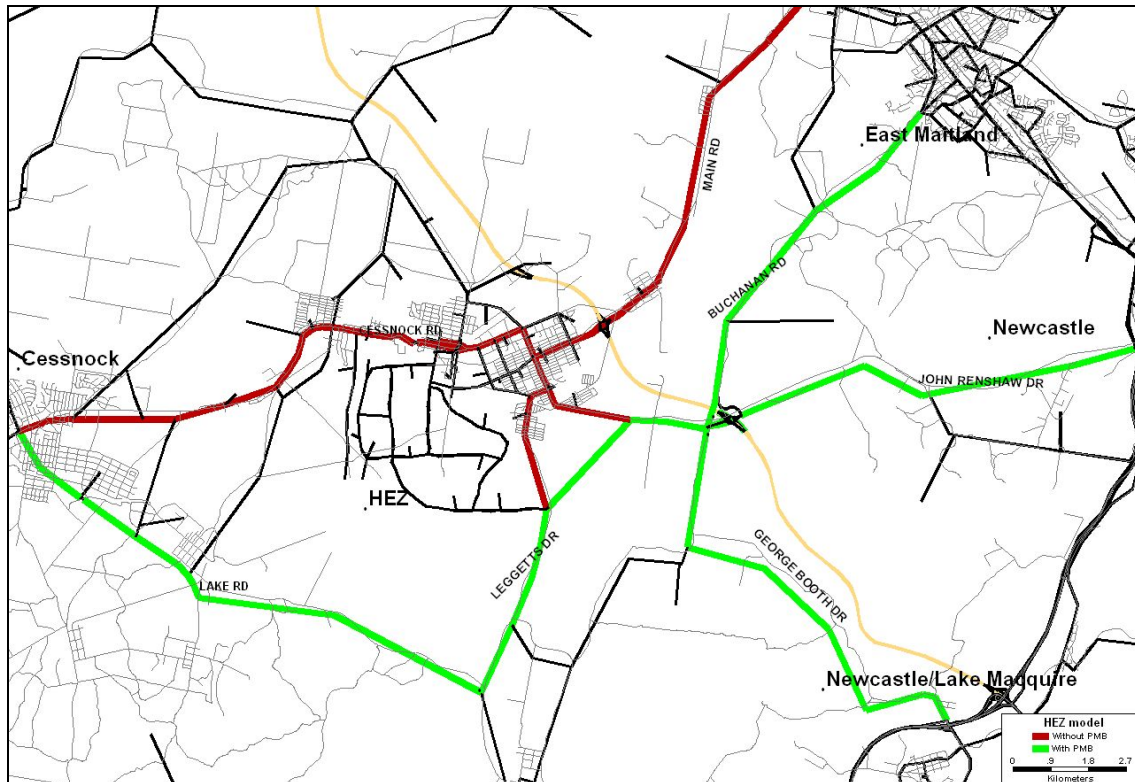 East Maitland
MAIN RD
BUCHANAN RD
Newcastle
CESSNOCK RD
Cessnock
JOHN RENSHAW DR
HEZ
LEGGETTS DR
GEORGE BOOTH DR
LAKE RD
Newcastle/Lake Macquire
HEZ model
Without PMB
With PMB
0 .9 1.8 2.7
Kilometers